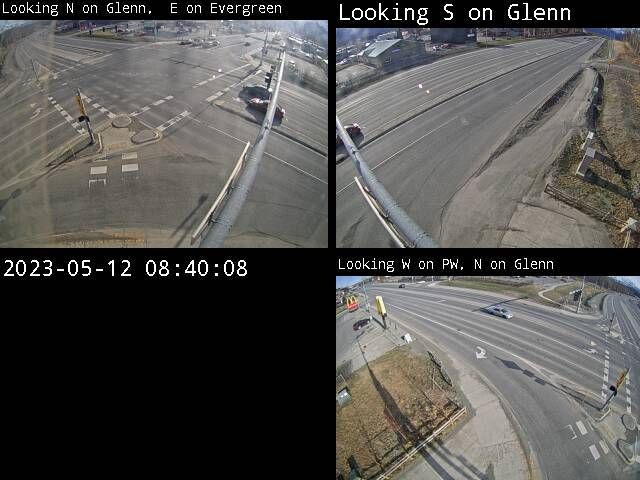 Looking N on Glenn,  E on Evergreen
Looking S on Glenn
2023-05-12 08:40:08
Looking W on PW, N on Glenn